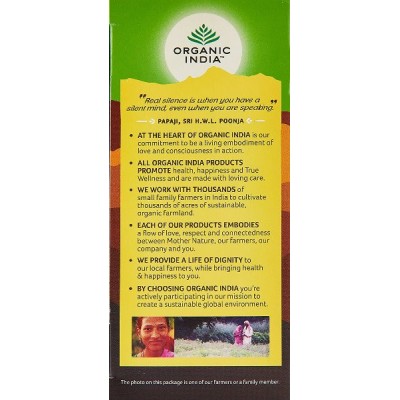 ORGANIC
INDIA™
"Real silence is when you have a
silent mind, even when you are speaking."
PAPAJI, SRI H.W.L. POONJA
• AT THE HEART OF ORGANIC INDIA is our
commitment to be a living embodiment of
love and consciousness in action.
• ALL ORGANIC INDIA PRODUCTS
PROMOTE health, happiness and True
Wellness and are made with loving care.
• WE WORK WITH THOUSANDS of
small family farmers in India to cultivate
thousands of acres of sustainable,
organic farmland.
• EACH OF OUR PRODUCTS EMBODIES
a flow of love, respect and connectedness
between Mother Nature, our farmers, our
company and you.
• WE PROVIDE A LIFE OF DIGNITY to
our local farmers, while bringing health
& happiness to you.
• BY CHOOSING ORGANIC INDIA you're
actively participating in our mission to
create a sustainable global environment.
The photo on this package is one of our farmers or a family member.